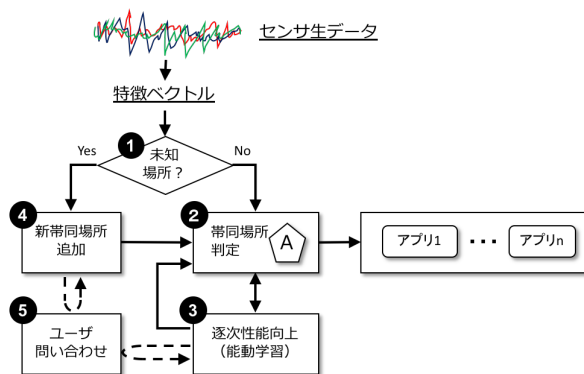 センサ生データ
特徴ベクトル
1
未知
場所？
Yes
No
4
新帯同場所
追加
2
帯同場所
判定
A
アプリ1
･･･
アプリn
5
ユーザ
問い合わせ
3
逐次性能向上
（能動学習）